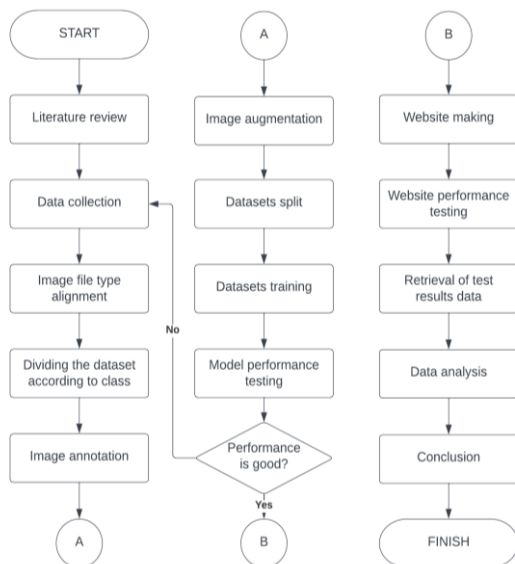 START
Literature review
Data collection
Image file type
alignment
Dividing the dataset
according to class
Image annotation
A
A
Image augmentation
Datasets split
Datasets training
Model performance
testing
Performance
is good?
No
Yes
B
B
Website making
Website performance
testing
Retrieval of test
results data
Data analysis
Conclusion
FINISH